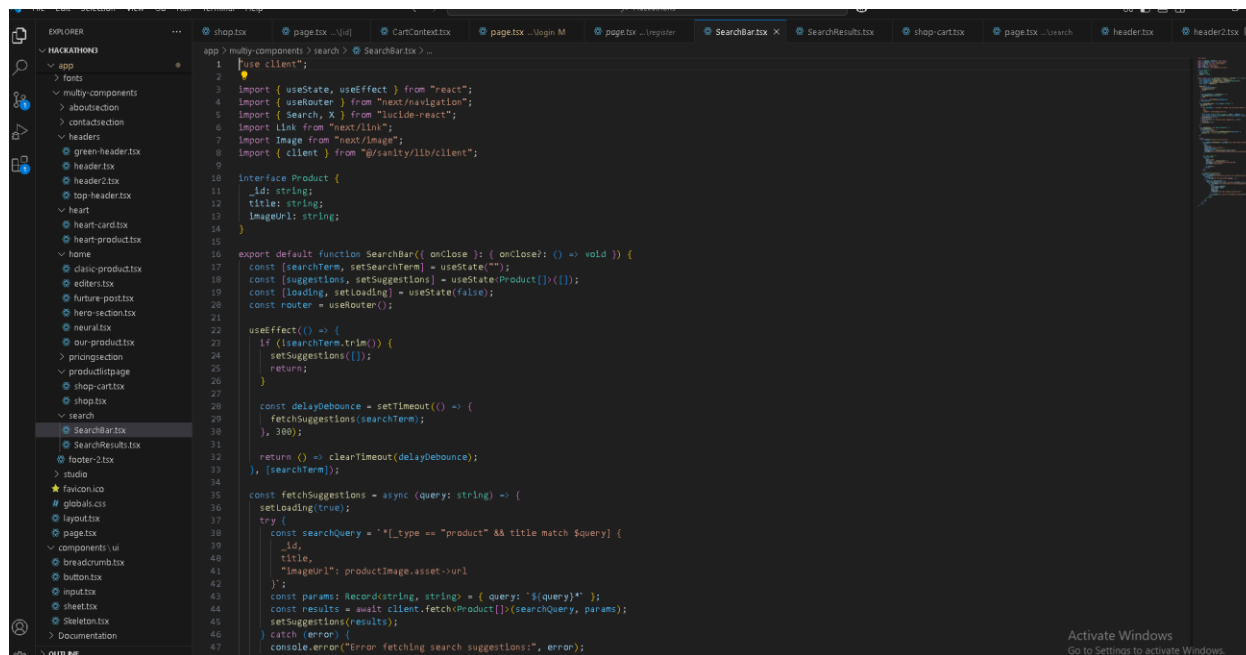 File Edit Selection View Go Run Terminal Help
EXPLORER
HACKATHON3
app
fonts
multiy-components
aboutsection
contactsection
headers
green-header.tsx
header.tsx
header2.tsx
top-header.tsx
heart
heart-card.tsx
heart-product.tsx
home
clasic-product.tsx
editers.tsx
furture-post.tsx
hero-section.tsx
neural.tsx
our-product.tsx
pricingsection
productlistpage
shop-cart.tsx
shop.tsx
search
SearchBar.tsx
SearchResults.tsx
footer-2.tsx
studio
favicon.ico
globals.css
layout.tsx
page.tsx
components\ui
breadcrumb.tsx
button.tsx
input.tsx
sheet.tsx
Skeleton.tsx
Documentation
OUTLINE
shop.tsx page.tsx ...\[id] CartContext.tsx page.tsx ...\login M page.tsx ...\register SearchBar.tsx SearchResults.tsx shop-cart.tsx page.tsx ...\search header.tsx header2.tsx
app > multiy-components > search > SearchBar.tsx > ...
1 "use client";
2
3 import { useState, useEffect } from "react";
4 import { useRouter } from "next/navigation";
5 import { Search, X } from "lucide-react";
6 import Link from "next/link";
7 import Image from "next/image";
8 import { client } from "@/sanity/lib/client";
9
10 interface Product {
11 _id: string;
12 title: string;
13 imageUrl: string;
14 }
15
16 export default function SearchBar({ onClose }: { onClose?: () => void }) {
17 const [searchTerm, setSearchTerm] = useState("");
18 const [suggestions, setSuggestions] = useState<Product[]>([]);
19 const [loading, setLoading] = useState(false);
20 const router = useRouter();
21
22 useEffect(() => {
23 if (!searchTerm.trim()) {
24 setSuggestions([]);
25 return;
26 }
27
28 const delayDebounce = setTimeout(() => {
29 fetchSuggestions(searchTerm);
30 }, 300);
31
32 return () => clearTimeout(delayDebounce);
33 }, [searchTerm]);
34
35 const fetchSuggestions = async (query: string) => {
36 setLoading(true);
37 try {
38 const searchQuery = `*[_type == "product" && title match $query] {
39 _id,
40 title,
41 "imageUrl": productImage.asset->url
42 }`;
43 const params: Record<string, string> = { query: `${query}*` };
44 const results = await client.fetch<Product[]>(searchQuery, params);
45 setSuggestions(results);
46 } catch (error) {
47 console.error("Error fetching search suggestions:", error);
Activate Windows
Go to Settings to activate Windows.